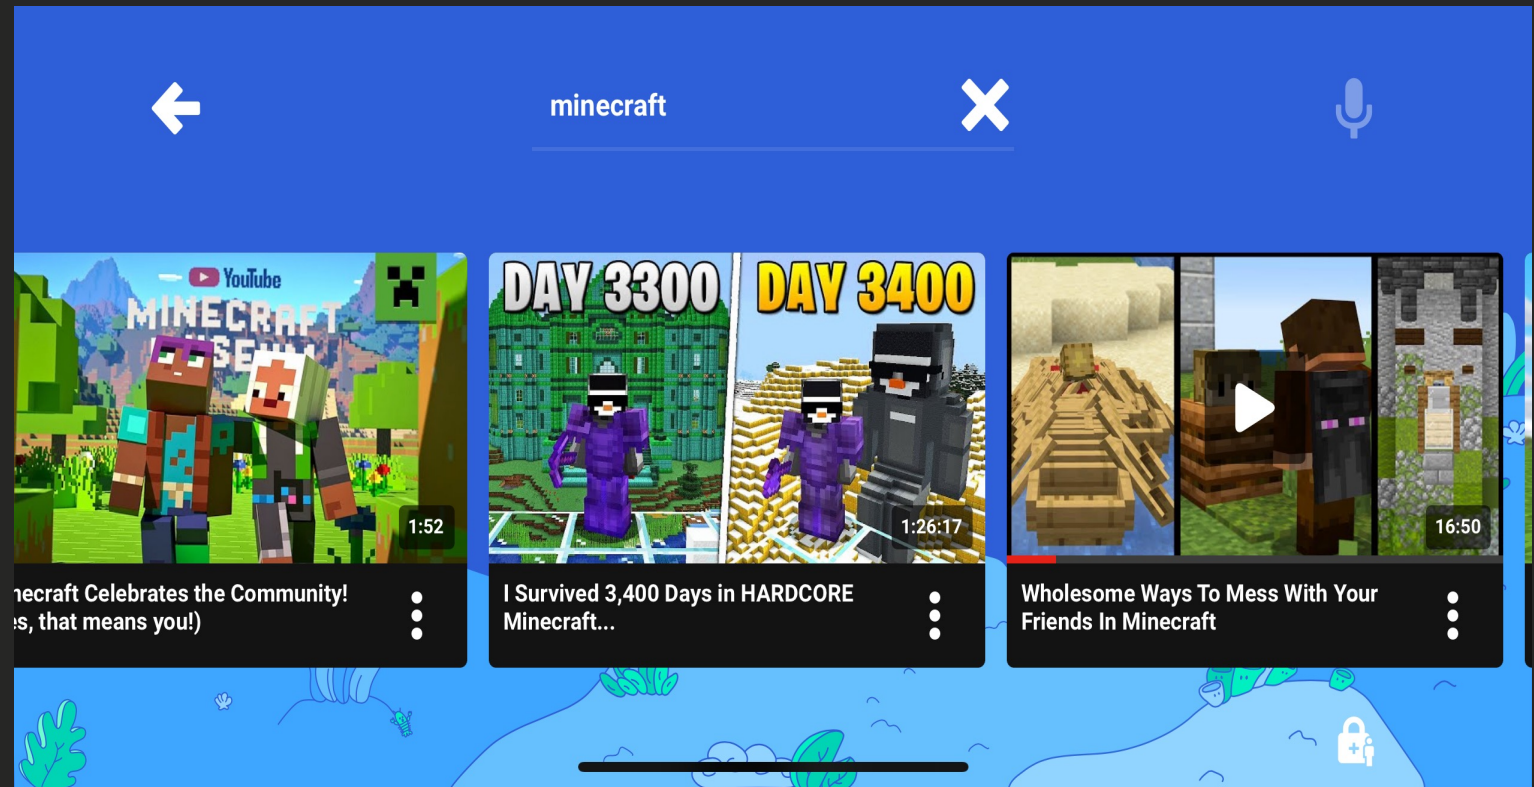 minecraft
YouTube
MINECRAFT
1:52
necraft Celebrates the Community!
es, that means you!)
DAY 3300
DAY 3400
1:26:17
I Survived 3,400 Days in HARDCORE
Minecraft...
16:50
Wholesome Ways To Mess With Your
Friends In Minecraft